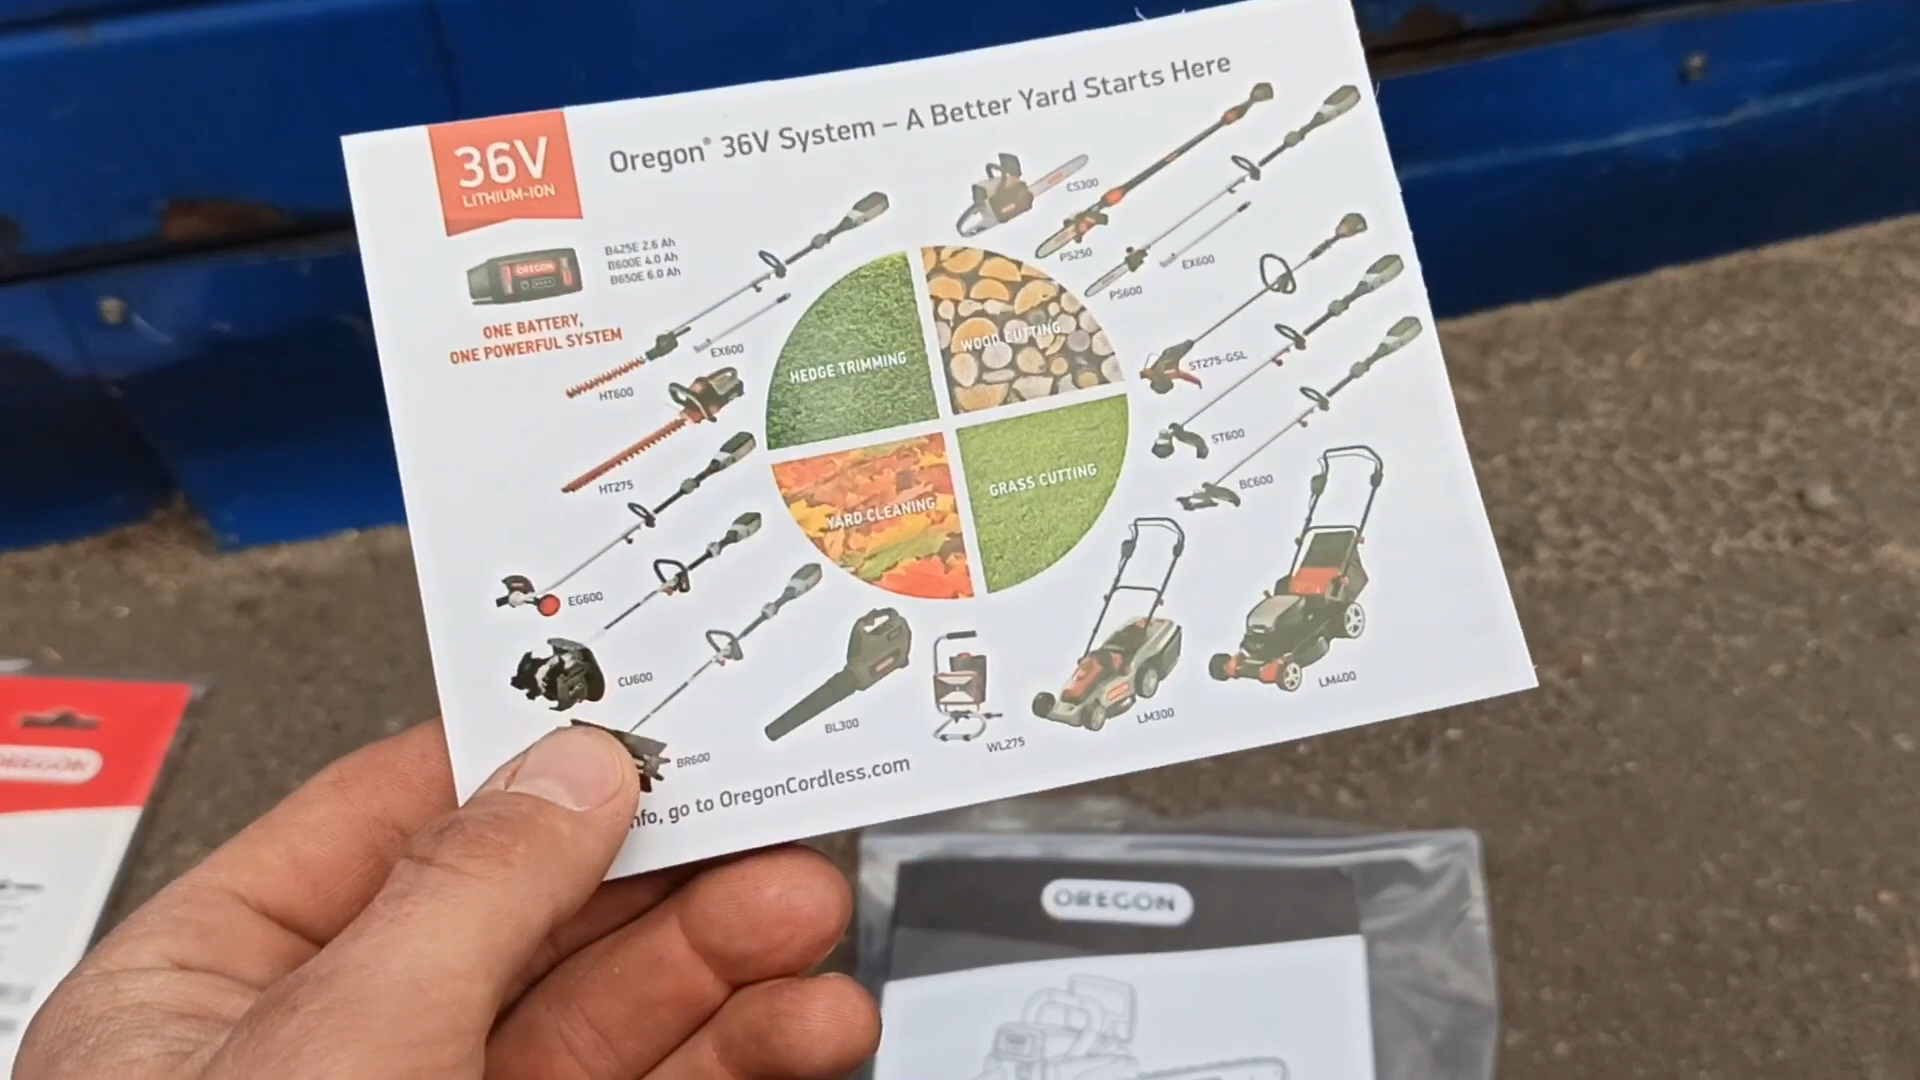 Oregon® 36V System – A Better Yard Starts Here
36V
LITHIUM-ION
B425E 2.6 Ah
B600E 4.0 Ah
B650E 6.0 Ah
OREGON
ONE BATTERY,
ONE POWERFUL SYSTEM
HT600
EX600
HT275
EG600
CU600
BR600
HEDGE TRIMMING
WOOD CUTTING
YARD CLEANING
GRASS CUTTING
CS300
PS250
EX600
PS600
ST275-GSL
ST600
BC600
BL300
WL275
LM300
LM400
nfo, go to OregonCordless.com
OREGON
OREGON